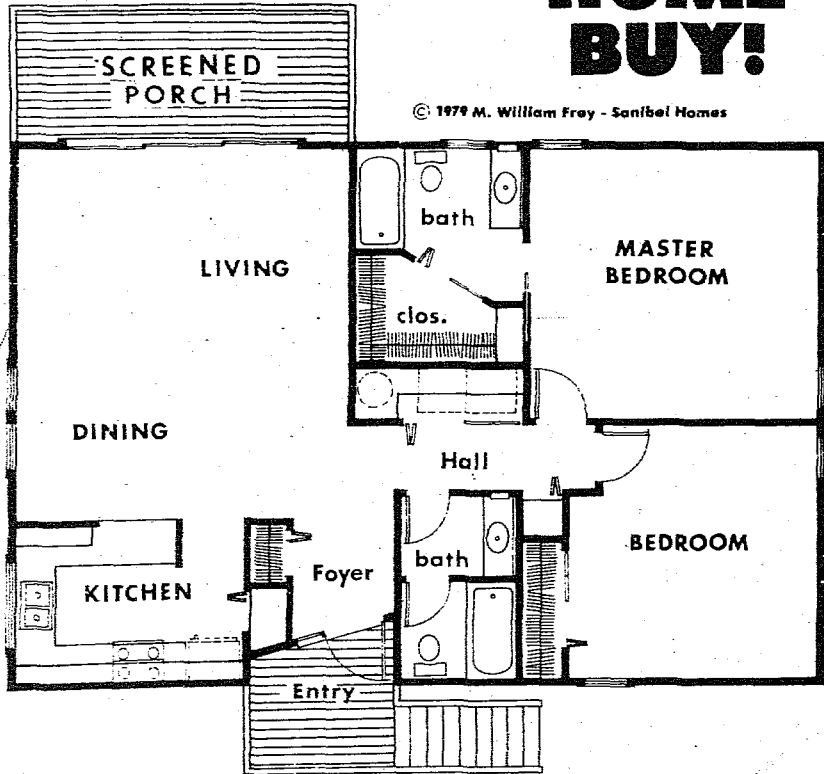 HOME
BUY!
SCREENED
PORCH
© 1979 M. William Frey - Sanibel Homes
bath
MASTER
BEDROOM
LIVING
clos.
DINING
Hall
BEDROOM
bath
Foyer
KITCHEN
Entry